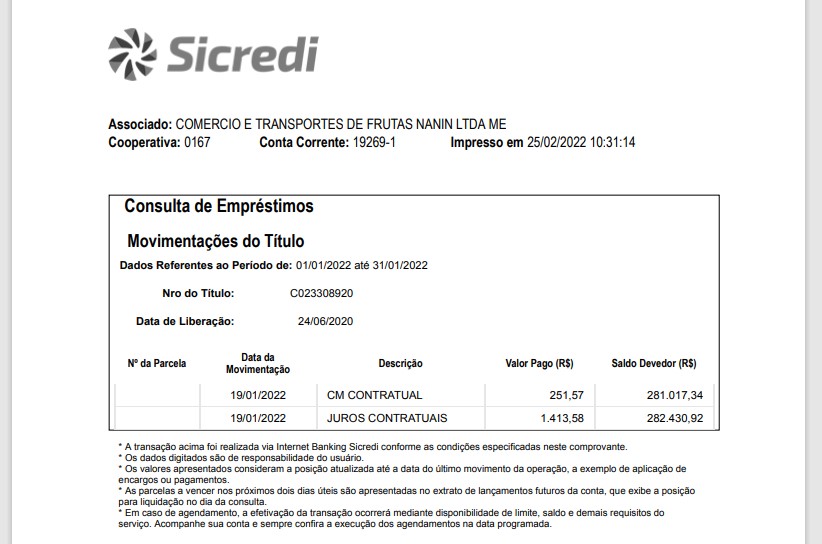 Sicredi
Associado: COMERCIO E TRANSPORTES DE FRUTAS NANIN LTDA ME
Cooperativa: 0167 Conta Corrente: 19269-1 Impresso em 25/02/2022 10:31:14
Consulta de Empréstimos
Movimentações do Título
Dados Referentes ao Período de: 01/01/2022 até 31/01/2022
Nro do Título: C023308920
Data de Liberação: 24/06/2020
Nº da Parcela Data da Movimentação Descrição Valor Pago (R$) Saldo Devedor (R$)
19/01/2022 CM CONTRATUAL 251,57 281.017,34
19/01/2022 JUROS CONTRATUAIS 1.413,58 282.430,92
* A transação acima foi realizada via Internet Banking Sicredi conforme as condições especificadas neste comprovante.
* Os dados digitados são de responsabilidade do usuário.
* Os valores apresentados consideram a posição atualizada até a data do último movimento da operação, a exemplo de aplicação de
encargos ou pagamentos.
* As parcelas a vencer nos próximos dois dias úteis são apresentadas no extrato de lançamentos futuros da conta, que exibe a posição
para liquidação no dia da consulta.
* Em caso de agendamento, a efetivação da transação ocorrerá mediante disponibilidade de limite, saldo e demais requisitos do
serviço. Acompanhe sua conta e sempre confira a execução dos agendamentos na data programada.